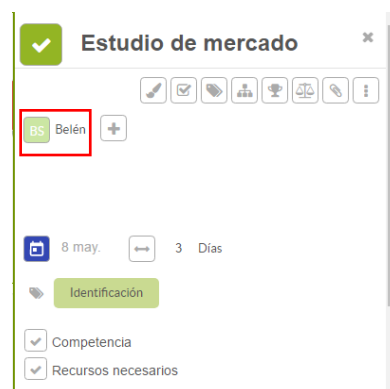 Estudio de mercado
BS Belén
8 may. 3 Días
Identificación
Competencia
Recursos necesarios